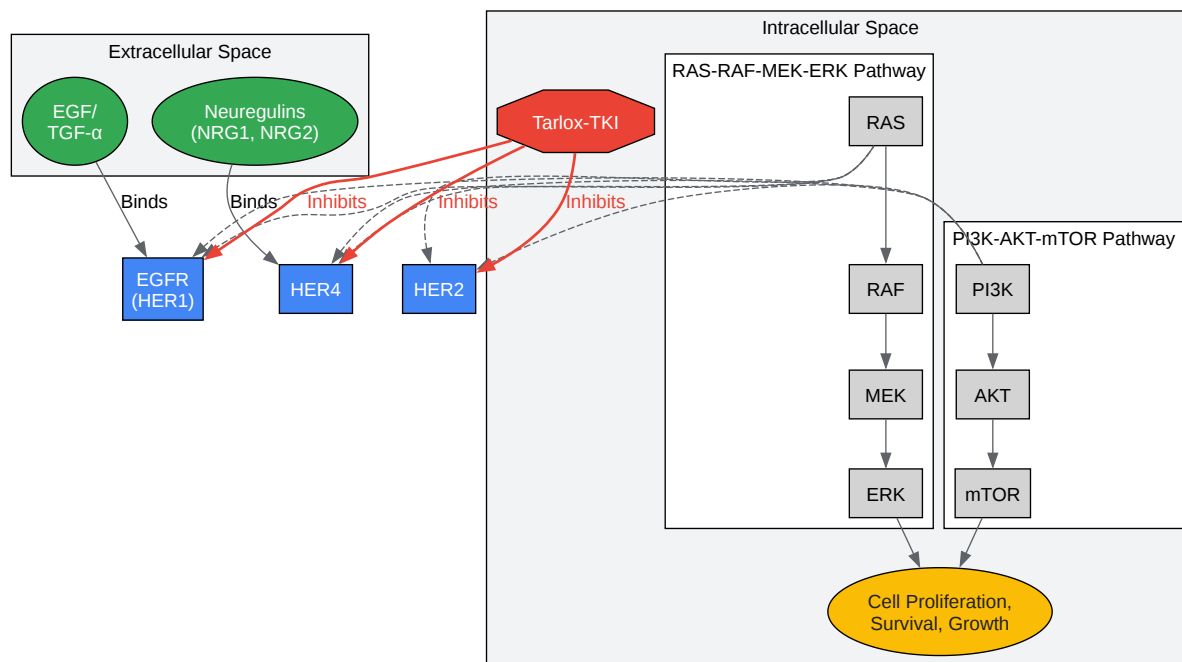 Intracellular Space
Extracellular Space
RAS-RAF-MEK-ERK Pathway
EGF/
TGF-α
Neuregulins
(NRG1, NRG2)
Tarlox-TKI
RAS
Binds
Binds
Inhibits
Inhibits
Inhibits
PI3K-AKT-mTOR Pathway
EGFR
(HER1)
HER4
HER2
RAF
PI3K
MEK
AKT
ERK
mTOR
Cell Proliferation,
Survival, Growth